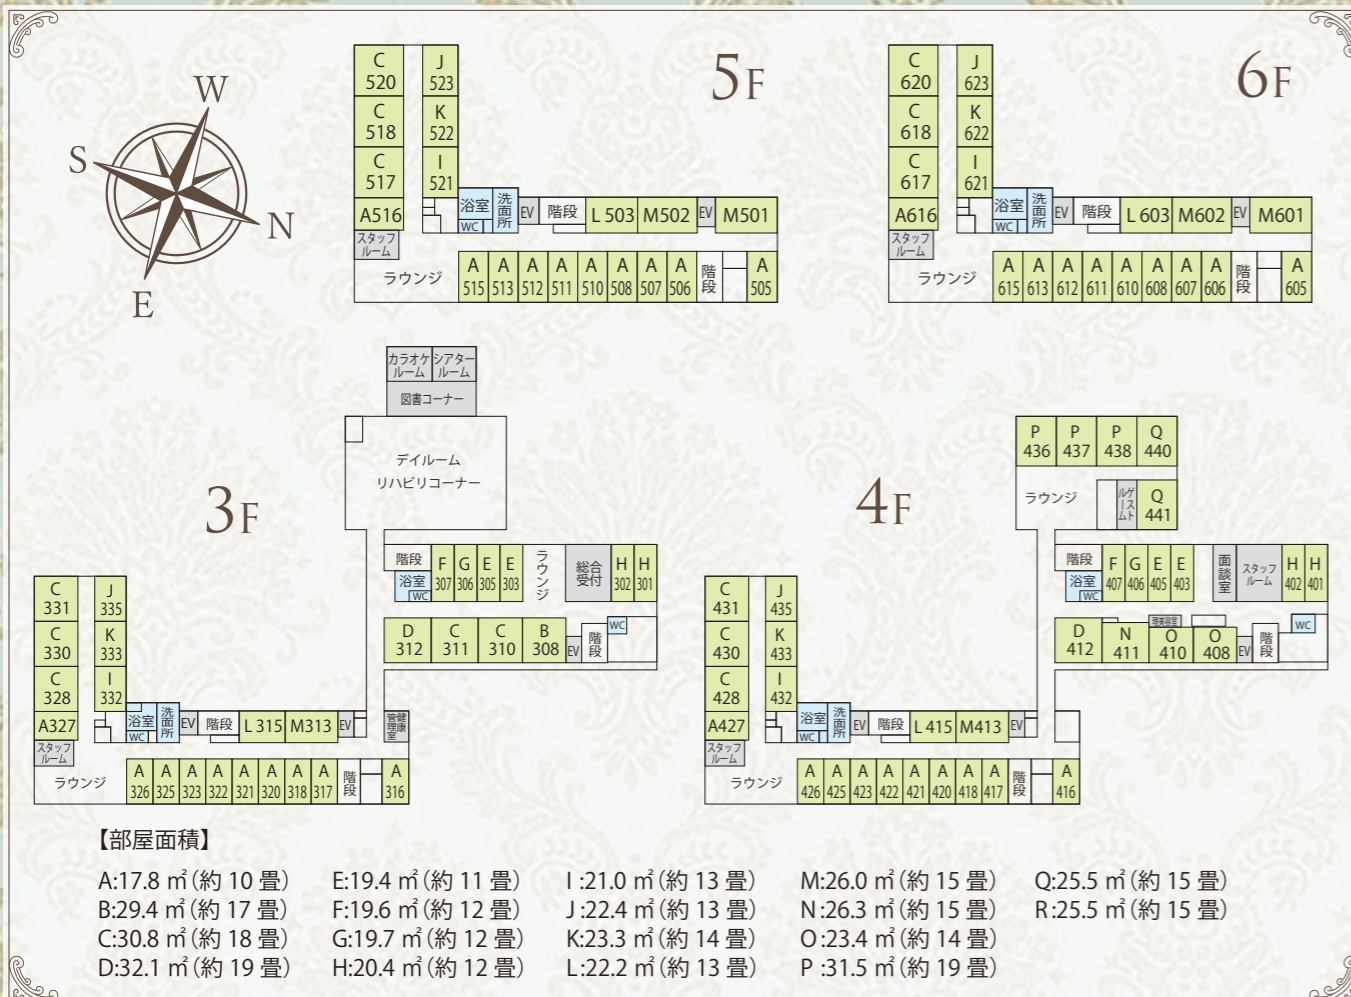 W
S
N
E
5F
C
520
J
523
C
518
K
522
C
517
I
521
A516
浴室
WC
洗面所
EV
階段
L 503
M502
EV
M501
スタッフ
ルーム
ラウンジ
A
515
A
513
A
512
A
511
A
510
A
508
A
507
A
506
階段
A
505
6F
C
620
J
623
C
618
K
622
C
617
I
621
A616
浴室
WC
洗面所
EV
階段
L 603
M602
EV
M601
スタッフ
ルーム
ラウンジ
A
615
A
613
A
612
A
611
A
610
A
608
A
607
A
606
階段
A
605
3F
カラオケ
ルーム
シアター
ルーム
図書コーナー
デイルーム
リハビリコーナー
階段
浴室
WC
F
307
G
306
E
305
E
303
ラウンジ
総合
受付
H
302
H
301
D
312
C
311
C
310
B
308
EV
階段
WC
C
331
J
335
C
330
K
333
C
328
I
332
A327
浴室
WC
洗面所
EV
階段
L 315
M313
EV
健康
管理室
スタッフ
ルーム
ラウンジ
A
326
A
325
A
323
A
322
A
321
A
320
A
318
A
317
階段
A
316
4F
P
436
P
437
P
438
Q
440
ラウンジ
ゲスト
ルーム
Q
441
階段
浴室
WC
F
407
G
406
E
405
E
403
面談室
スタッフ
ルーム
H
402
H
401
D
412
N
411
理美容室
O
410
O
408
EV
階段
WC
C
431
J
435
C
430
K
433
C
428
I
432
A427
浴室
WC
洗面所
EV
階段
L 415
M413
EV
スタッフ
ルーム
ラウンジ
A
426
A
425
A
423
A
422
A
421
A
420
A
418
A
417
階段
A
416
【部屋面積】
A:17.8 ㎡(約 10 畳)
B:29.4 ㎡(約 17 畳)
C:30.8 ㎡(約 18 畳)
D:32.1 ㎡(約 19 畳)
E:19.4 ㎡(約 11 畳)
F:19.6 ㎡(約 12 畳)
G:19.7 ㎡(約 12 畳)
H:20.4 ㎡(約 12 畳)
I :21.0 ㎡(約 13 畳)
J :22.4 ㎡(約 13 畳)
K:23.3 ㎡(約 14 畳)
L:22.2 ㎡(約 13 畳)
M:26.0 ㎡(約 15 畳)
N:26.3 ㎡(約 15 畳)
O:23.4 ㎡(約 14 畳)
P :31.5 ㎡(約 19 畳)
Q:25.5 ㎡(約 15 畳)
R:25.5 ㎡(約 15 畳)